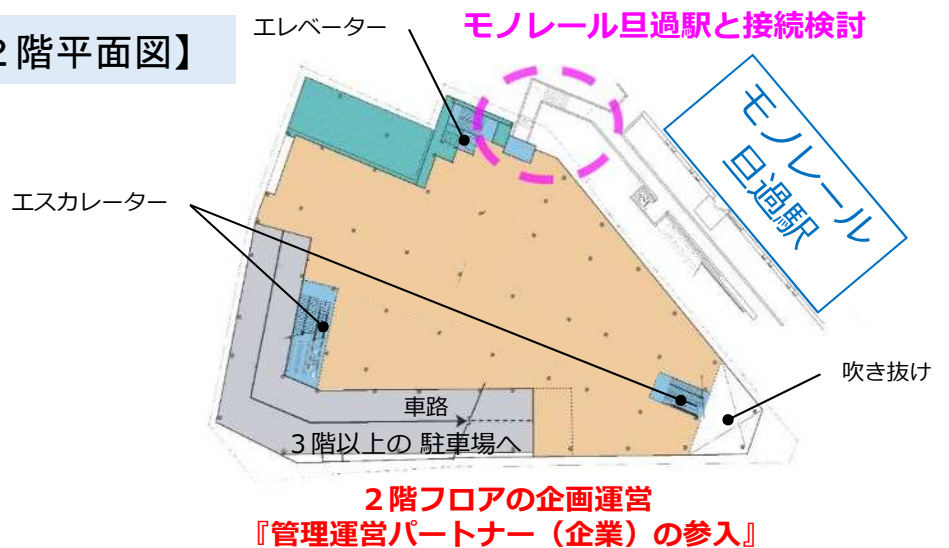 ２階平面図】
エレベーター
モノレール旦過駅と接続検討
モノレール
旦過駅
エスカレーター
吹き抜け
車路
３階以上の 駐車場へ
２階フロアの企画運営
『管理運営パートナー（企業）の参入』